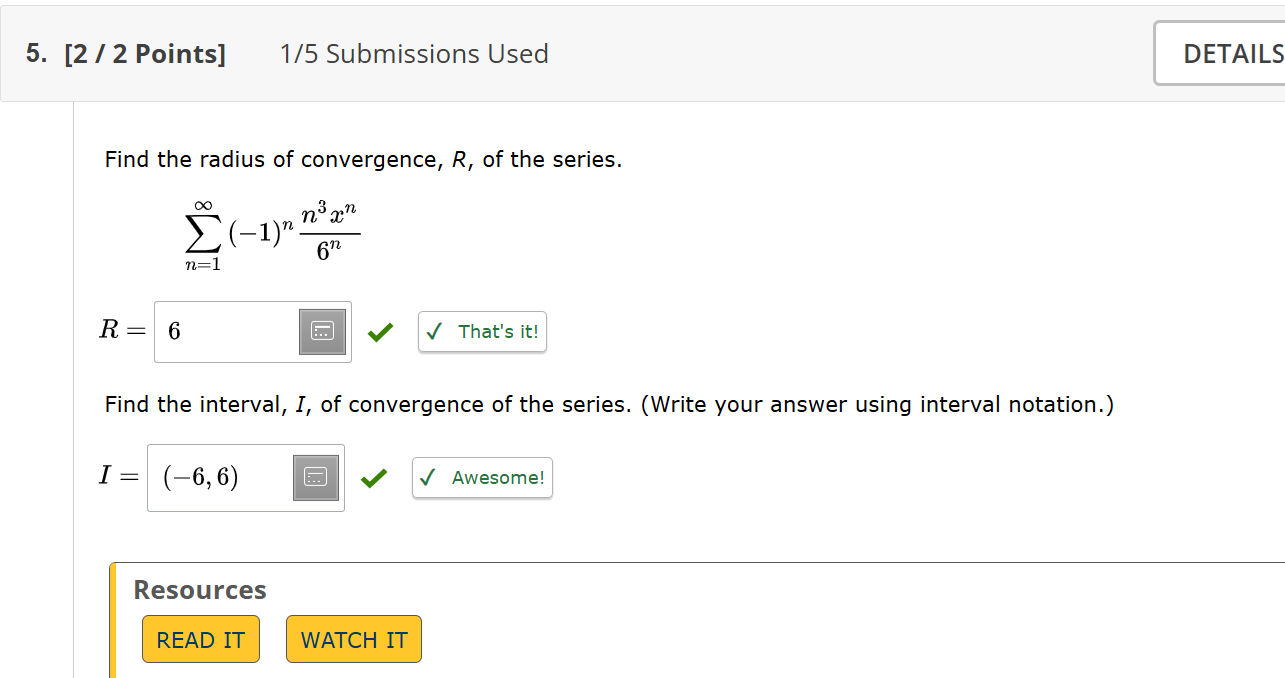 5. [2 / 2 Points] 1/5 Submissions Used DETAILS
Find the radius of convergence, R, of the series.
∞
∑ (−1)ⁿ n³xⁿ
6ⁿ
n=1
R = 6 ✓ That's it!
Find the interval, I, of convergence of the series. (Write your answer using interval notation.)
I = (−6, 6) ✓ Awesome!
Resources
READ IT WATCH IT